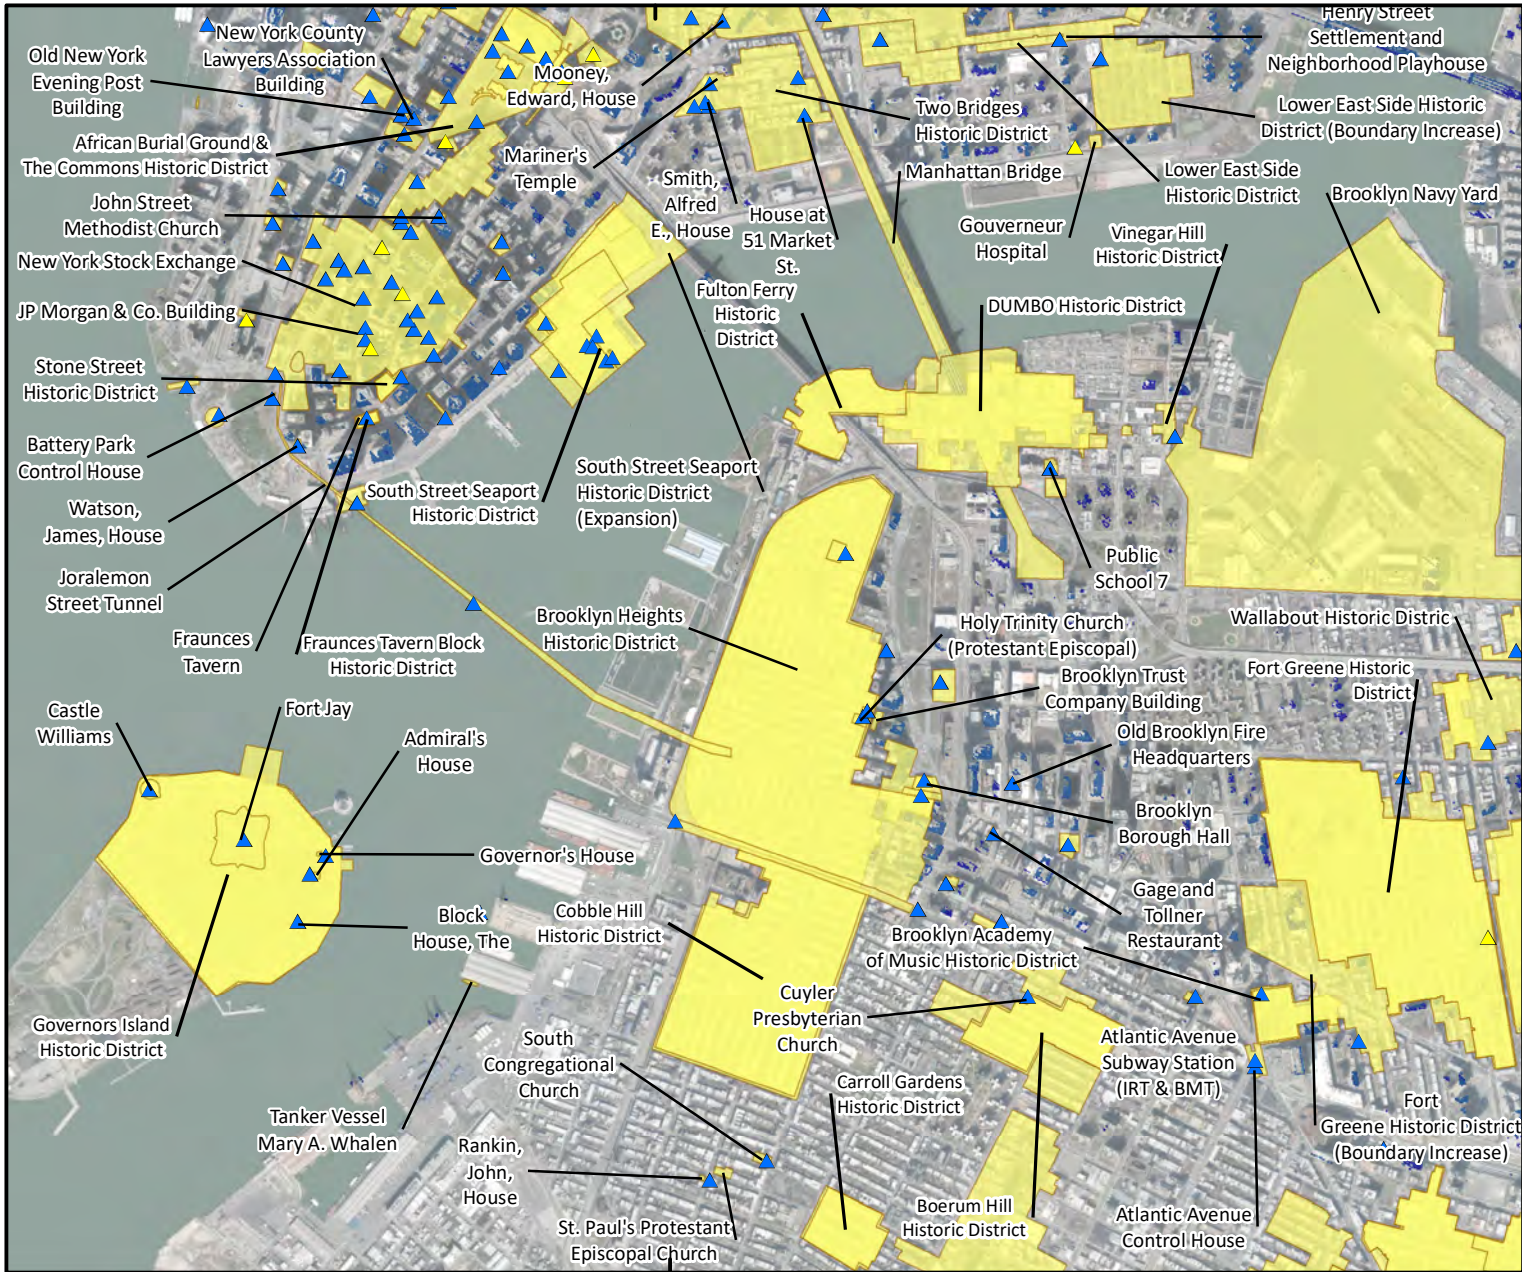 New York County
Lawyers Association
Building
Old New York
Evening Post
Building
African Burial Ground &
The Commons Historic District
John Street
Methodist Church
New York Stock Exchange
JP Morgan & Co. Building
Stone Street
Historic District
Battery Park
Control House
Watson,
James, House
Joralemon
Street Tunnel
Fraunces
Tavern
Fraunces Tavern Block
Historic District
South Street Seaport
Historic District
South Street Seaport
Historic District
(Expansion)
Mooney,
Edward, House
Mariner's
Temple
Smith,
Alfred
E., House
House at
51 Market
St.
Two Bridges
Historic District
Manhattan Bridge
Henry Street
Settlement and
Neighborhood Playhouse
Lower East Side Historic
District (Boundary Increase)
Lower East Side
Historic District
Gouverneur
Hospital
Vinegar Hill
Historic District
Brooklyn Navy Yard
Fulton Ferry
Historic
District
DUMBO Historic District
Public
School 7
Brooklyn Heights
Historic District
Holy Trinity Church
(Protestant Episcopal)
Brooklyn Trust
Company Building
Old Brooklyn Fire
Headquarters
Brooklyn
Borough Hall
Wallabout Historic Distric
Fort Greene Historic
District
Castle
Williams
Fort Jay
Admiral's
House
Governor's House
Block
House, The
Governors Island
Historic District
Cobble Hill
Historic District
Gage and
Tollner
Restaurant
Brooklyn Academy
of Music Historic District
Cuyler
Presbyterian
Church
South
Congregational
Church
Tanker Vessel
Mary A. Whalen
Rankin,
John,
House
St. Paul's Protestant
Episcopal Church
Carroll Gardens
Historic District
Boerum Hill
Historic District
Atlantic Avenue
Subway Station
(IRT & BMT)
Fort
Greene Historic District
(Boundary Increase)
Atlantic Avenue
Control House